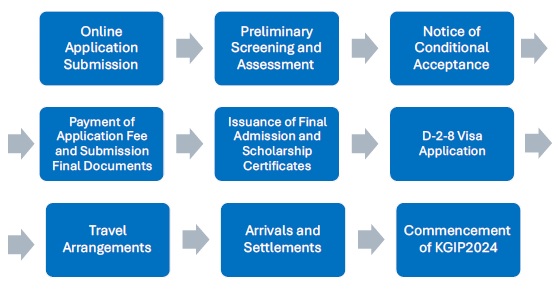 Online
Application
Submission
Preliminary
Screening and
Assessment
Notice of
Conditional
Acceptance
Payment of
Application Fee
and Submission
Final Documents
Issuance of Final
Admission and
Scholarship
Certificates
D-2-8 Visa
Application
Travel
Arrangements
Arrivals and
Settlements
Commencement
of KGIP2024